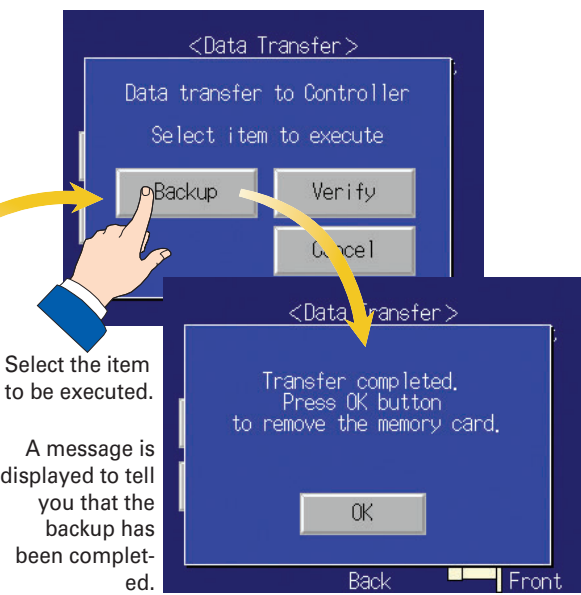 <Data Transfer>
Data transfer to Controller
Select item to execute
Backup
Verify
Cancel
Select the item
to be executed.
<Data Transfer>
Transfer completed.
Press OK button
to remove the memory card.
OK
A message is
displayed to tell
you that the
backup has
been complet-
ed.
Back
Front